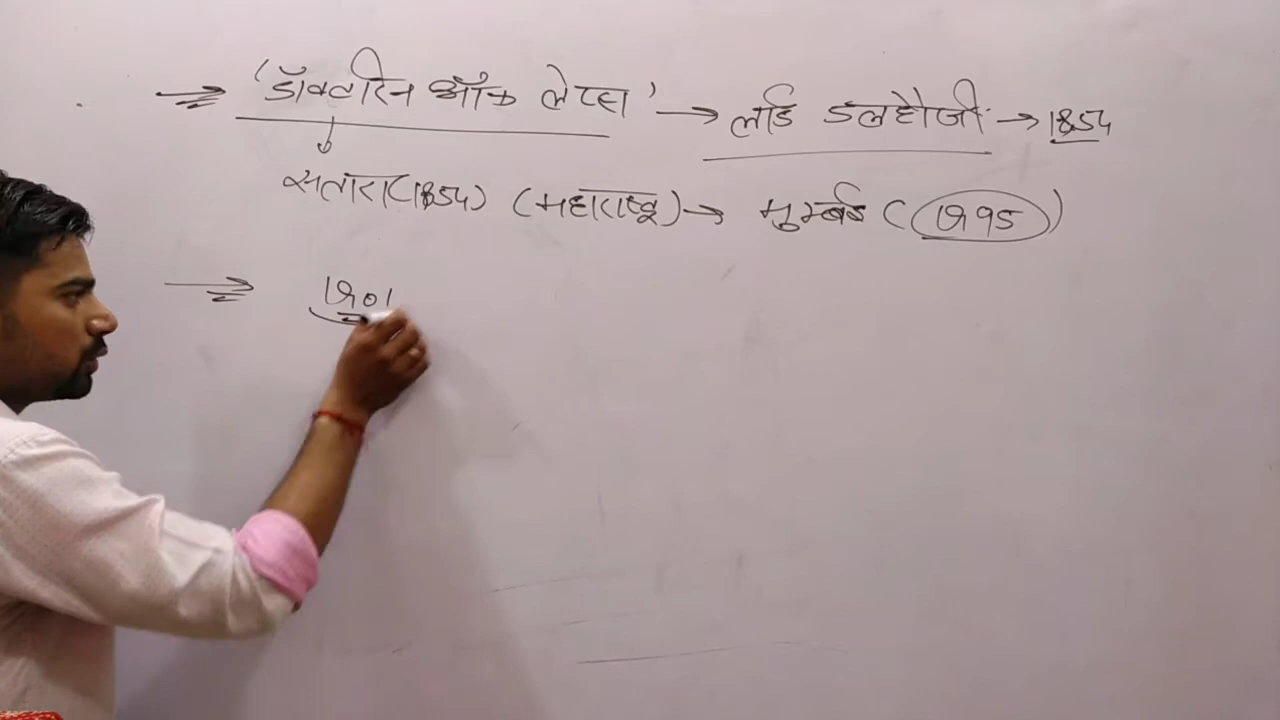 ⇒ 'डॉक्टरिन ऑफ लेप्स' → लार्ड डलहौजी → 1854
सतारा (1854) (महाराष्ट्र) → मुम्बई (1995)
⇒ 1901